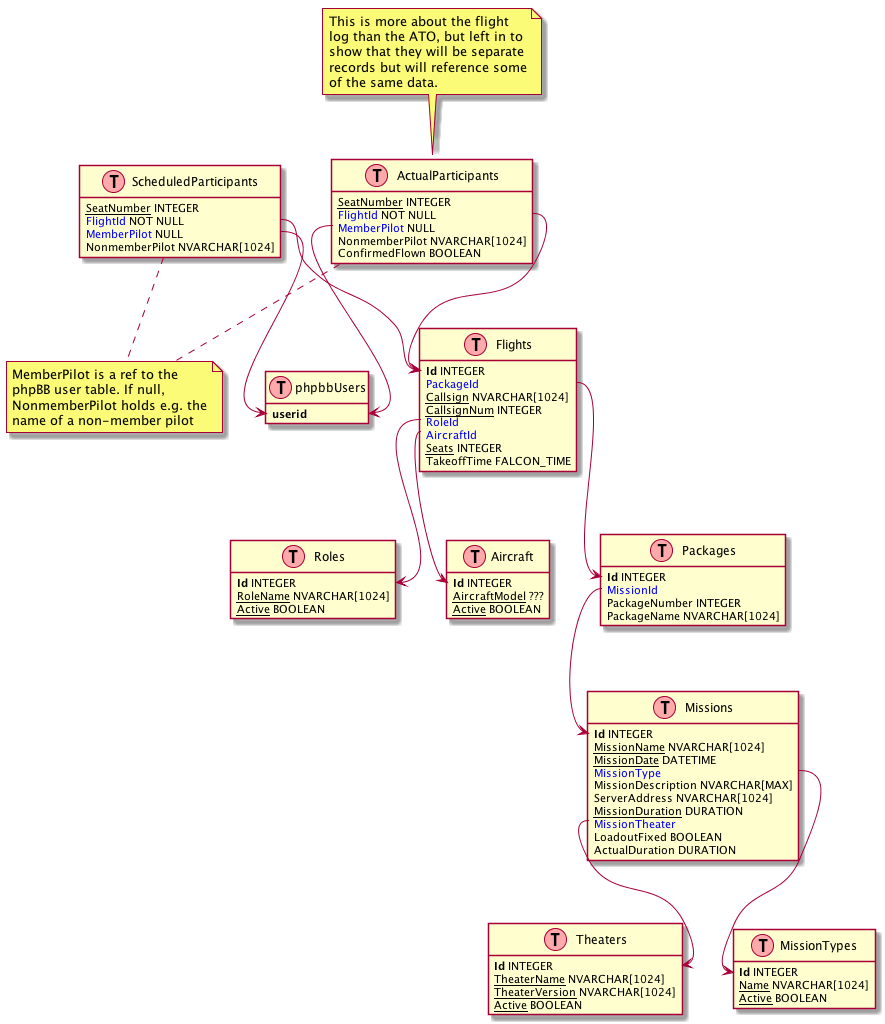 This is more about the flight
log than the ATO, but left in to
show that they will be separate
records but will reference some
of the same data.
T ScheduledParticipants
SeatNumber INTEGER
FlightId NOT NULL
MemberPilot NULL
NonmemberPilot NVARCHAR[1024]
T ActualParticipants
SeatNumber INTEGER
FlightId NOT NULL
MemberPilot NULL
NonmemberPilot NVARCHAR[1024]
ConfirmedFlown BOOLEAN
MemberPilot is a ref to the
phpBB user table. If null,
NonmemberPilot holds e.g. the
name of a non-member pilot
T phpbbUsers
userid
T Flights
Id INTEGER
PackageId
Callsign NVARCHAR[1024]
CallsignNum INTEGER
RoleId
AircraftId
Seats INTEGER
TakeoffTime FALCON_TIME
T Roles
Id INTEGER
RoleName NVARCHAR[1024]
Active BOOLEAN
T Aircraft
Id INTEGER
AircraftModel ???
Active BOOLEAN
T Packages
Id INTEGER
MissionId
PackageNumber INTEGER
PackageName NVARCHAR[1024]
T Missions
Id INTEGER
MissionName NVARCHAR[1024]
MissionDate DATETIME
MissionType
MissionDescription NVARCHAR[MAX]
ServerAddress NVARCHAR[1024]
MissionDuration DURATION
MissionTheater
LoadoutFixed BOOLEAN
ActualDuration DURATION
T Theaters
Id INTEGER
TheaterName NVARCHAR[1024]
TheaterVersion NVARCHAR[1024]
Active BOOLEAN
T MissionTypes
Id INTEGER
Name NVARCHAR[1024]
Active BOOLEAN